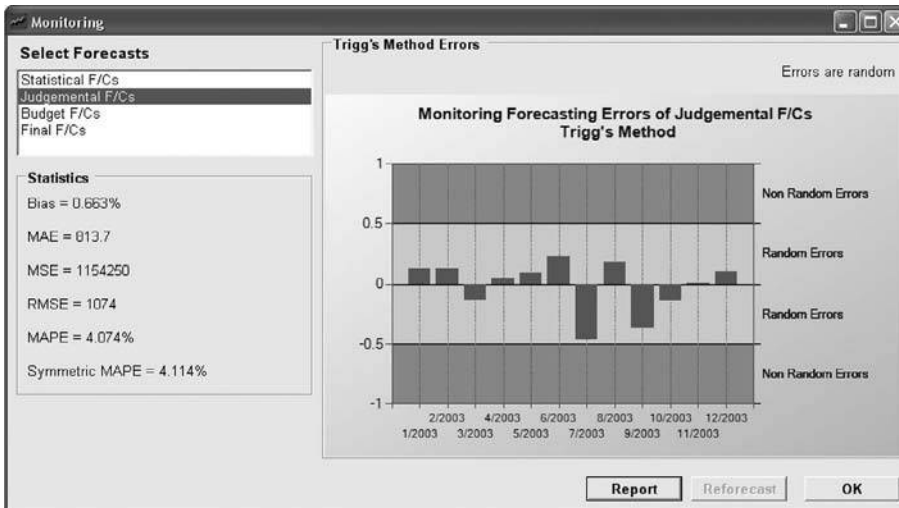 Monitoring
Select Forecasts
Statistical F/Cs
Judgemental F/Cs
Budget F/Cs
Final F/Cs
Statistics
Bias = 0.663%
MAE = 813.7
MSE = 1154250
RMSE = 1074
MAPE = 4.074%
Symmetric MAPE = 4.114%
Trigg's Method Errors
Errors are random
Monitoring Forecasting Errors of Judgemental F/Cs
Trigg's Method
1
Non Random Errors
0.5
Random Errors
0
Random Errors
-0.5
Non Random Errors
-1
2/2003 4/2003 6/2003 8/2003 10/2003 12/2003
1/2003 3/2003 5/2003 7/2003 9/2003 11/2003
Report Reforecast OK